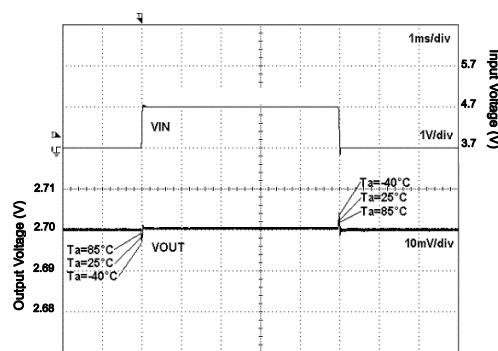 1ms/div
5.7
4.7
VIN
1V/div
3.7
Input Voltage (V)
2.71
Ta=-40°C
Ta=25°C
Ta=85°C
2.70
Ta=85°C
Ta=25°C
Ta=-40°C
VOUT
10mV/div
2.69
2.68
Output Voltage (V)